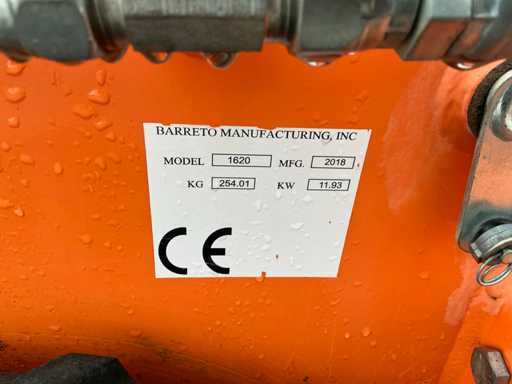 BARRETO MANUFACTURING, INC
MODEL 1620 MFG. 2018
KG 254.01 KW 11.93
CE